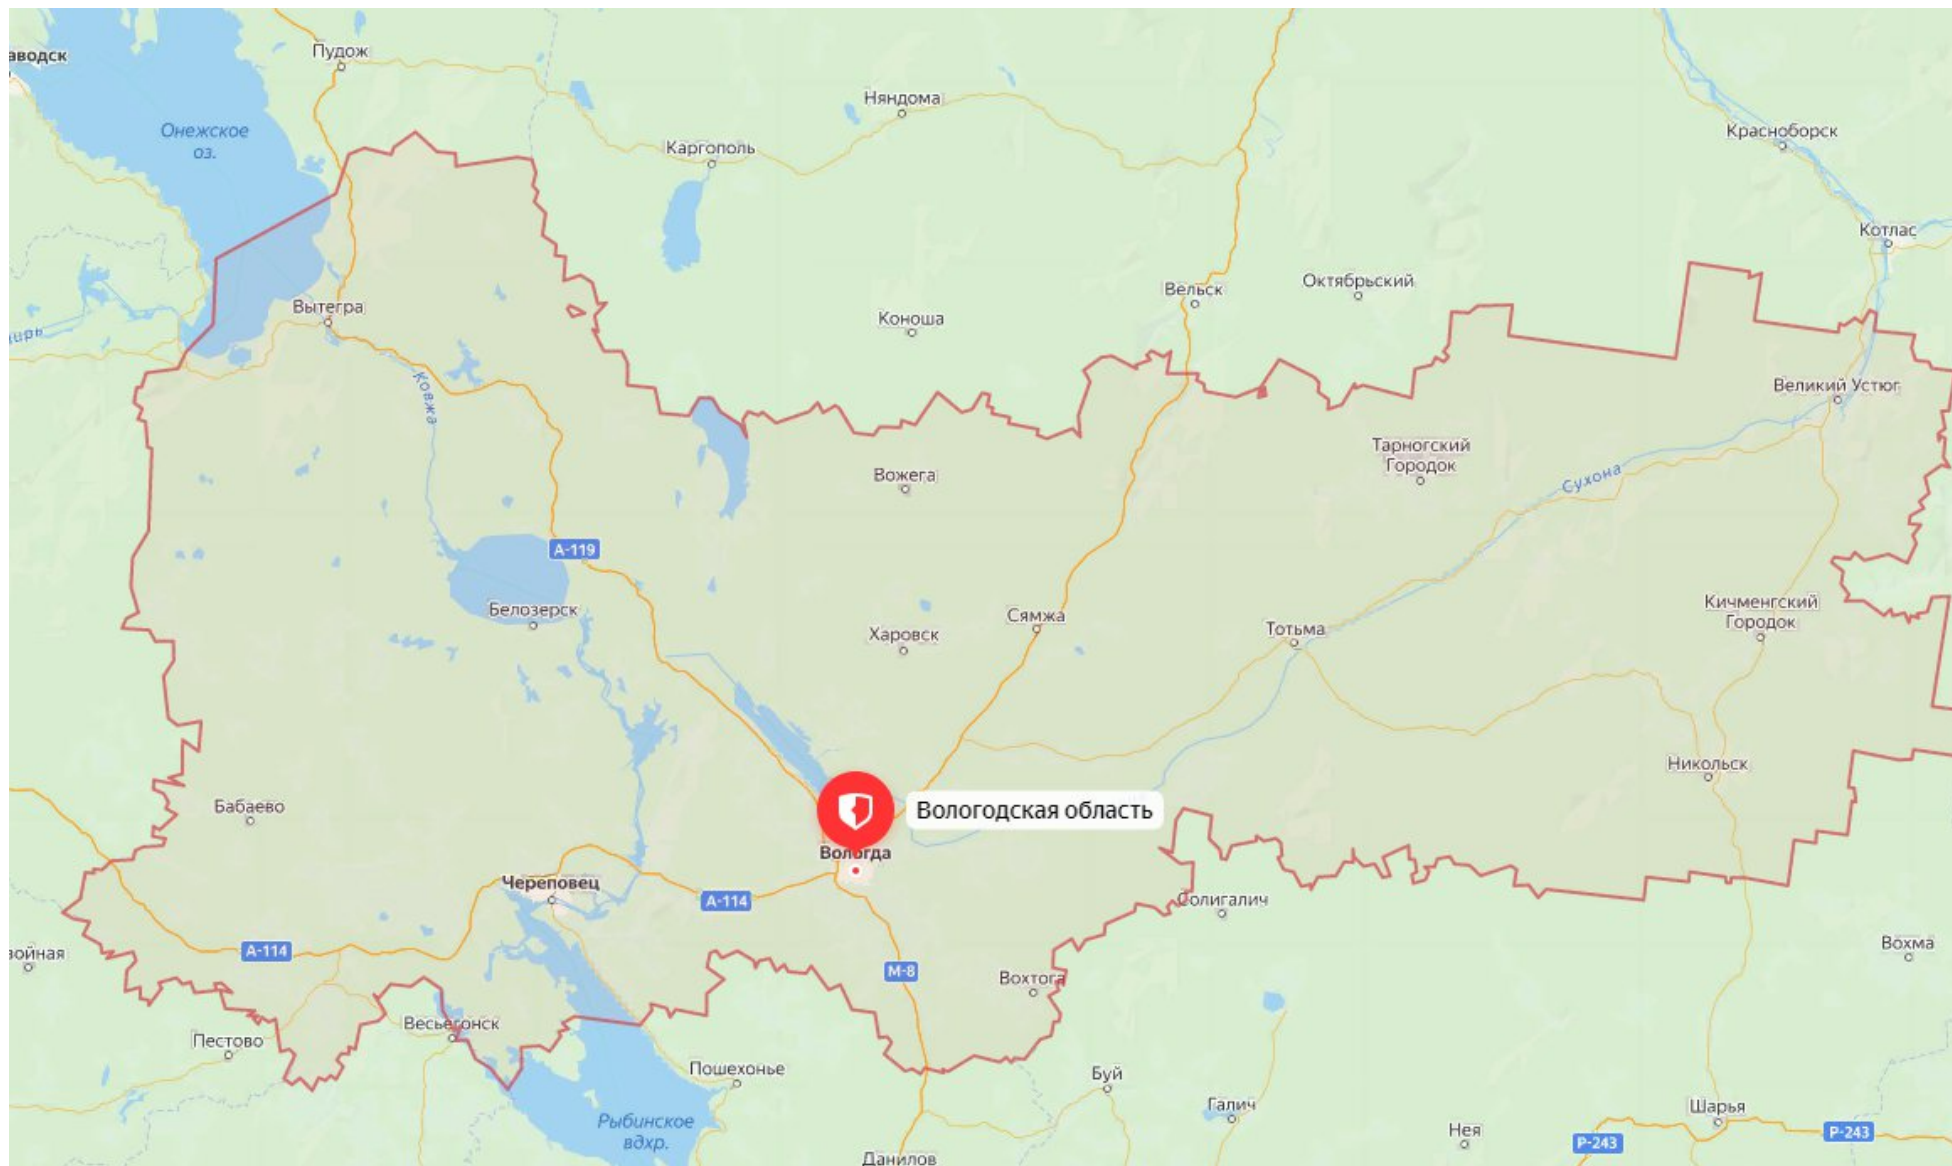 Пудож
Няндома
Красноборск
Онежское
оз.
Каргополь
Котлас
Октябрьский
Вельск
Вытегра
Коноша
Великий Устюг
Ковжа
Тарногский
Городок
Вожега
Сухона
А-119
Белозерск
Кичменгский
Городок
Сямжа
Тотьма
Харовск
Никольск
Бабаево
Вологодская область
Вологда
Череповец
А-114
Солигалич
Вохма
А-114
М-8
Вохтога
Весьегонск
Пестово
Пошехонье
Буй
Галич
Шарья
Рыбинское
вдхр.
Нея
Р-243
Р-243
Данилов